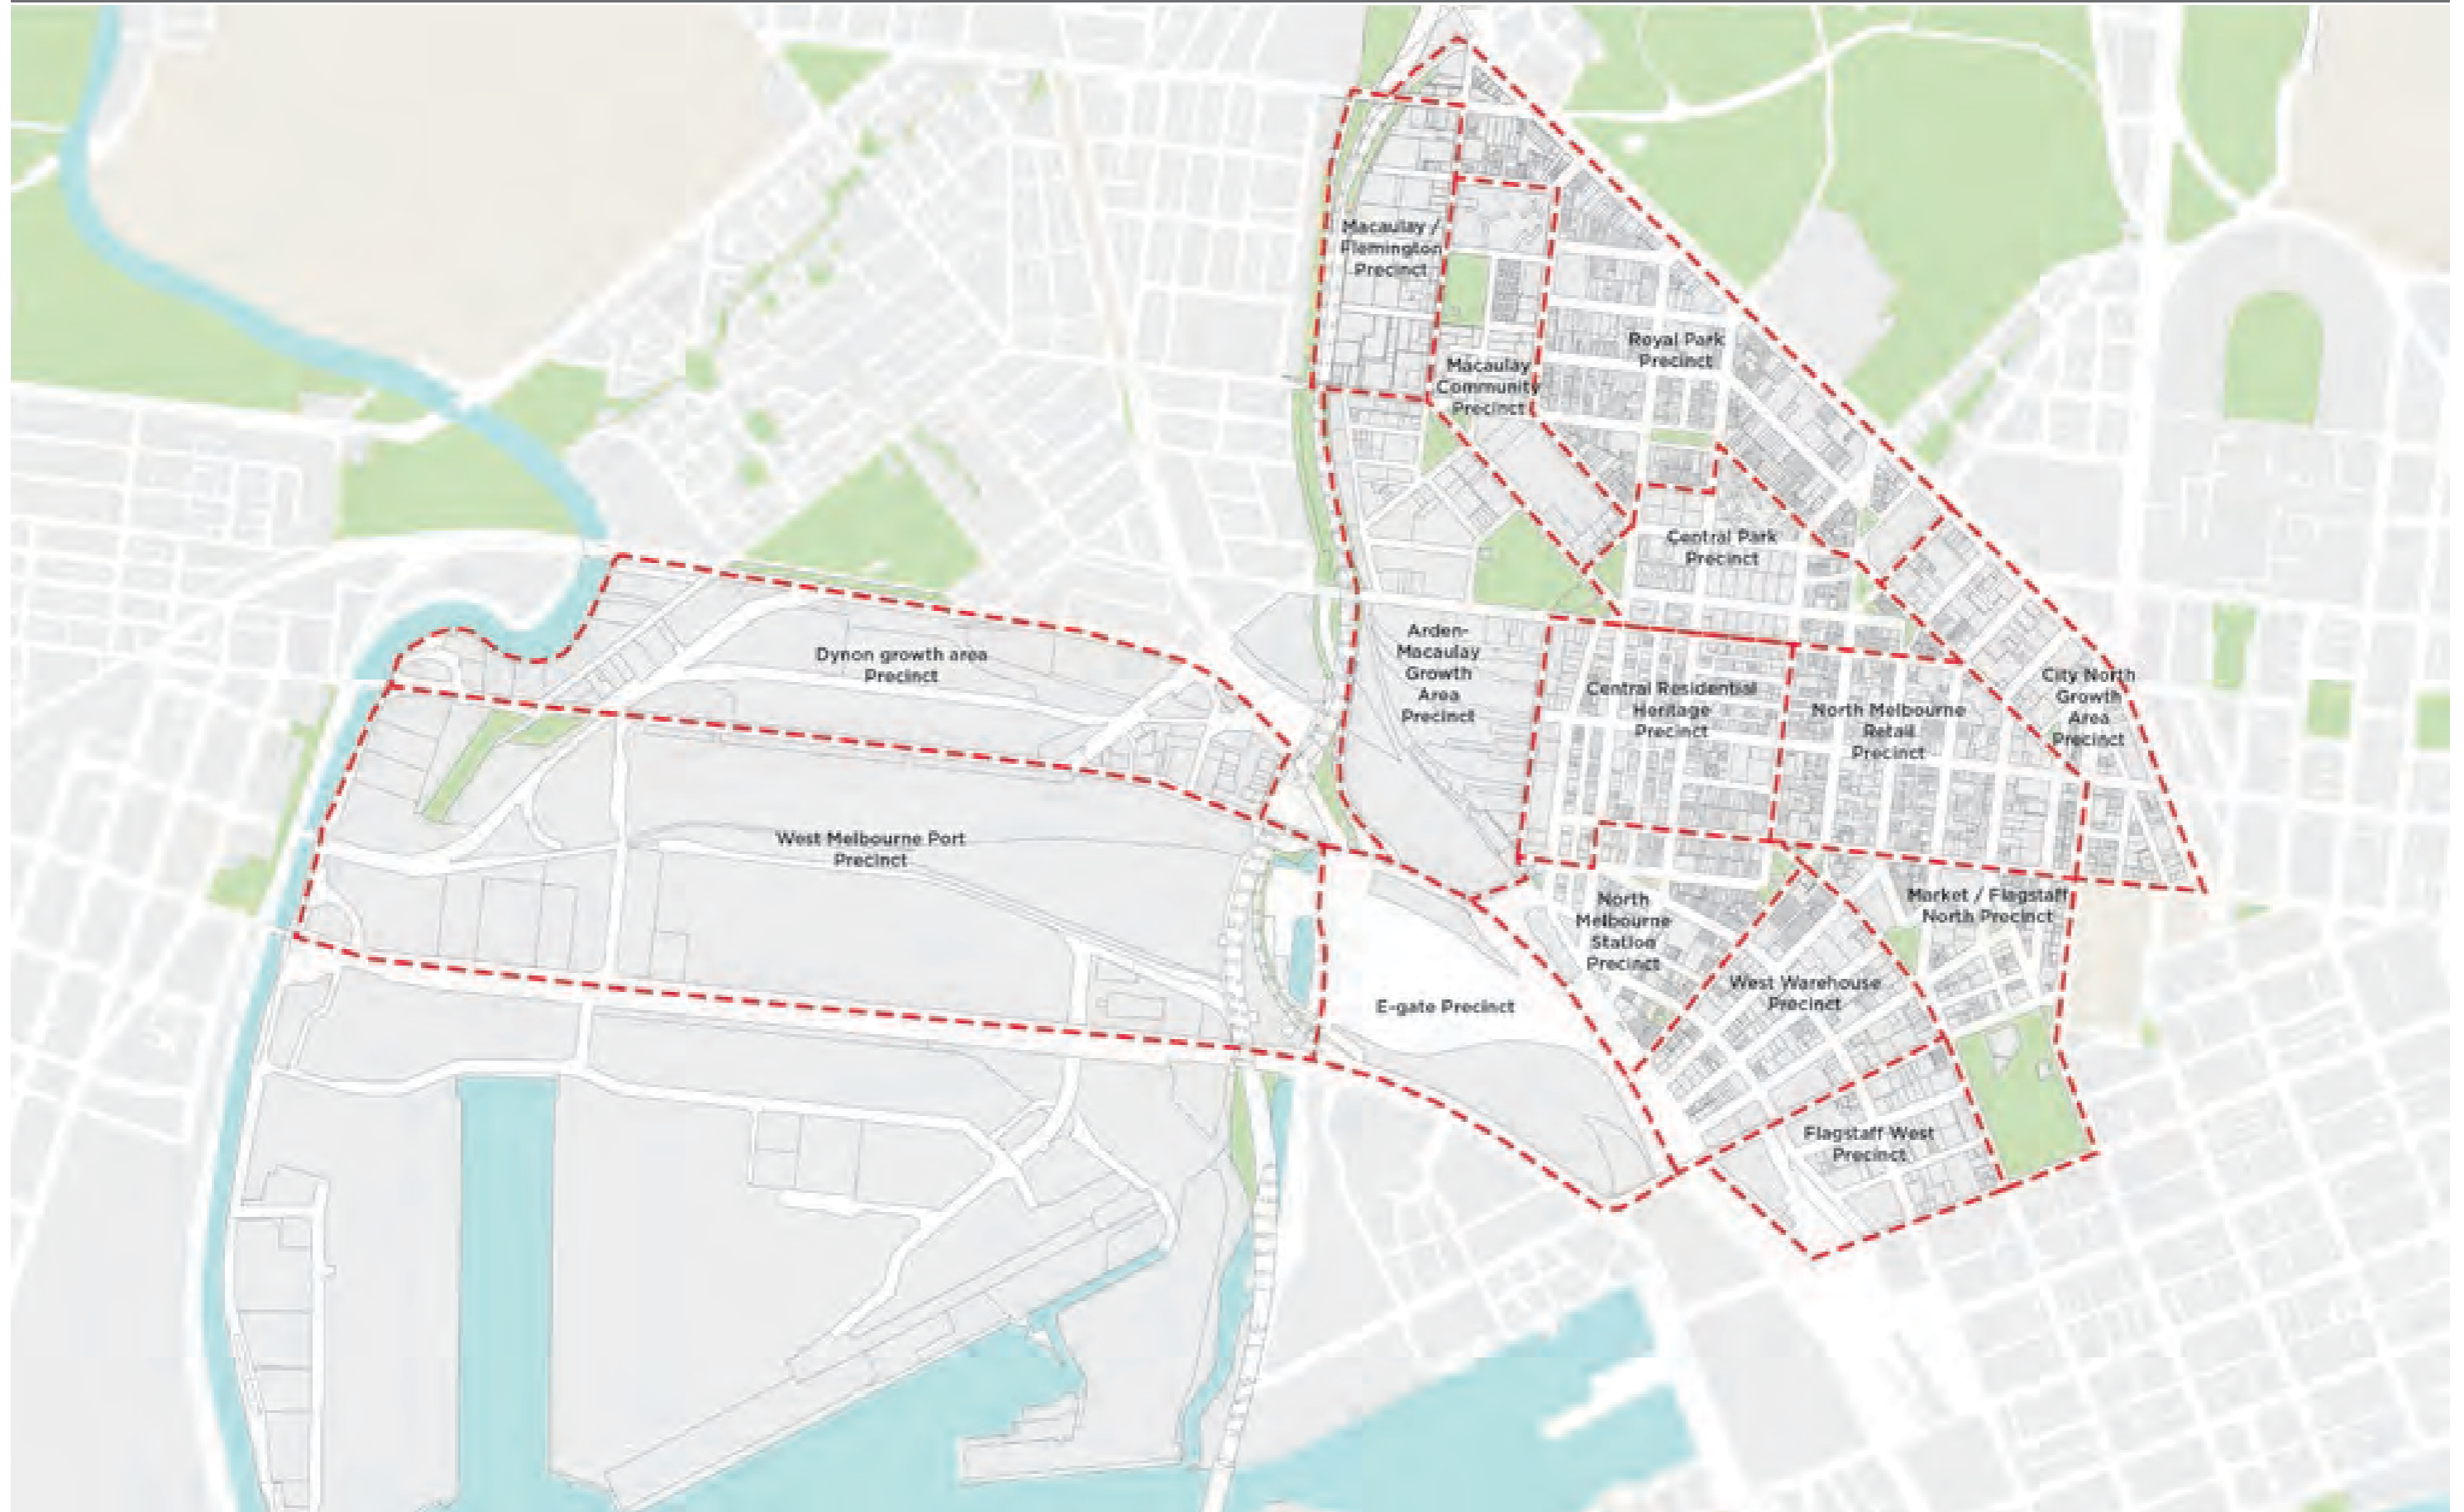 Macaulay /
Flemington
Precinct
Royal Park
Precinct
Macaulay
Community
Precinct
Central Park
Precinct
Dynon growth area
Precinct
Arden-
Macaulay
Growth
Area
Precinct
Central Residential
Heritage
Precinct
North Melbourne
Retail
Precinct
City North
Growth
Area
Precinct
West Melbourne Port
Precinct
North
Melbourne
Station
Precinct
Market / Flagstaff
North Precinct
West Warehouse
Precinct
E-gate Precinct
Flagstaff West
Precinct